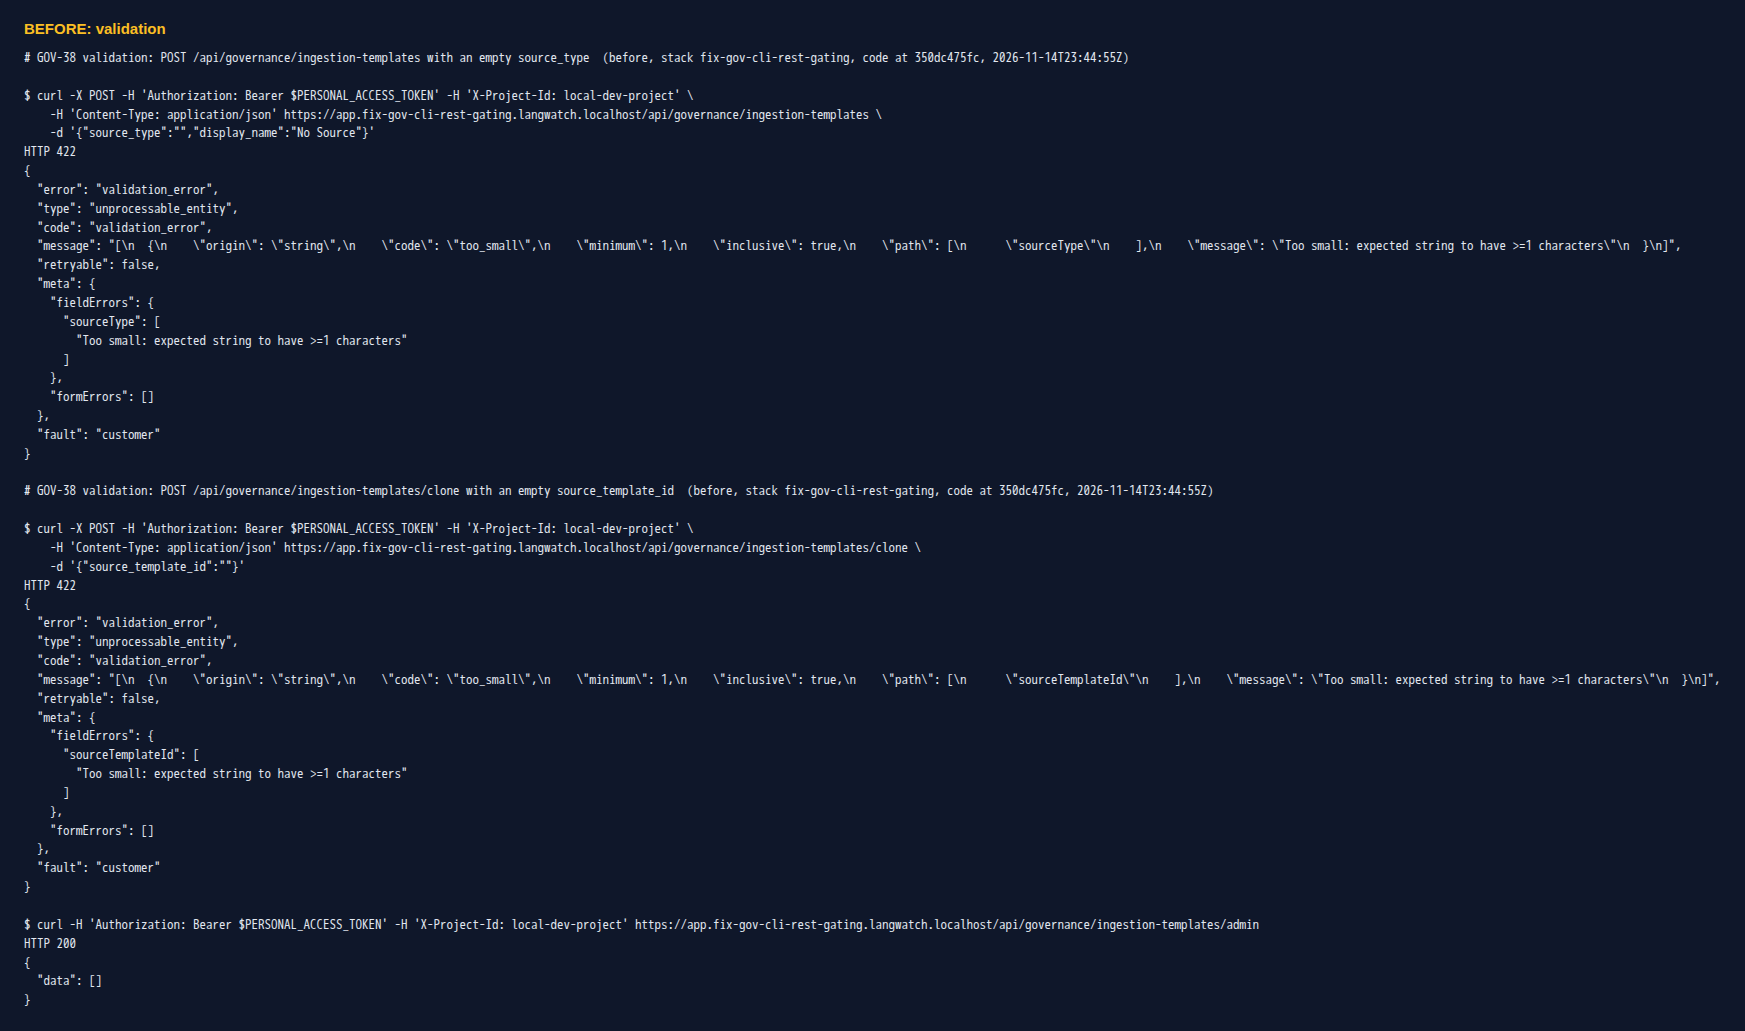 BEFORE: validation
# GOV-38 validation: POST /api/governance/ingestion-templates with an empty source_type  (before, stack fix-gov-cli-rest-gating, code at 350dc475fc, 2026-11-14T23:44:55Z)
$ curl -X POST -H 'Authorization: Bearer $PERSONAL_ACCESS_TOKEN' -H 'X-Project-Id: local-dev-project' \
    -H 'Content-Type: application/json' https://app.fix-gov-cli-rest-gating.langwatch.localhost/api/governance/ingestion-templates \
    -d '{"source_type":"","display_name":"No Source"}'
HTTP 422
{
  "error": "validation_error",
  "type": "unprocessable_entity",
  "code": "validation_error",
  "message": "[\n  {\n    \"origin\": \"string\",\n    \"code\": \"too_small\",\n    \"minimum\": 1,\n    \"inclusive\": true,\n    \"path\": [\n      \"sourceType\"\n    ],\n    \"message\": \"Too small: expected string to have >=1 characters\"\n  }\n]",
  "retryable": false,
  "meta": {
    "fieldErrors": {
      "sourceType": [
        "Too small: expected string to have >=1 characters"
      ]
    },
    "formErrors": []
  },
  "fault": "customer"
}
# GOV-38 validation: POST /api/governance/ingestion-templates/clone with an empty source_template_id  (before, stack fix-gov-cli-rest-gating, code at 350dc475fc, 2026-11-14T23:44:55Z)
$ curl -X POST -H 'Authorization: Bearer $PERSONAL_ACCESS_TOKEN' -H 'X-Project-Id: local-dev-project' \
    -H 'Content-Type: application/json' https://app.fix-gov-cli-rest-gating.langwatch.localhost/api/governance/ingestion-templates/clone \
    -d '{"source_template_id":""}'
HTTP 422
{
  "error": "validation_error",
  "type": "unprocessable_entity",
  "code": "validation_error",
  "message": "[\n  {\n    \"origin\": \"string\",\n    \"code\": \"too_small\",\n    \"minimum\": 1,\n    \"inclusive\": true,\n    \"path\": [\n      \"sourceTemplateId\"\n    ],\n    \"message\": \"Too small: expected string to have >=1 characters\"\n  }\n]",
  "retryable": false,
  "meta": {
    "fieldErrors": {
      "sourceTemplateId": [
        "Too small: expected string to have >=1 characters"
      ]
    },
    "formErrors": []
  },
  "fault": "customer"
}
$ curl -H 'Authorization: Bearer $PERSONAL_ACCESS_TOKEN' -H 'X-Project-Id: local-dev-project' https://app.fix-gov-cli-rest-gating.langwatch.localhost/api/governance/ingestion-templates/admin
HTTP 200
{
  "data": []
}